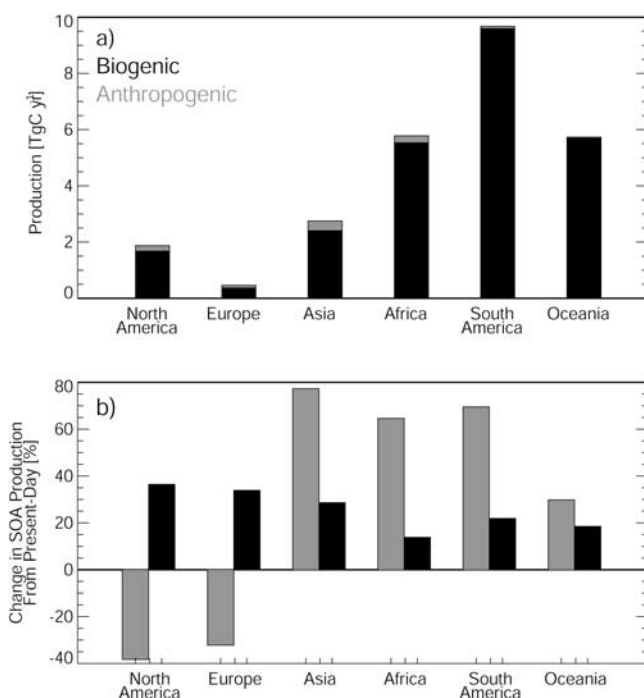 a)
Biogenic
Anthropogenic
Production [TgC yr]
10
8
6
4
2
0
North America
Europe
Asia
Africa
South America
Oceania
b)
Change in SOA Production
From Present-Day [%]
80
60
40
20
0
-20
-40
North America
Europe
Asia
Africa
South America
Oceania